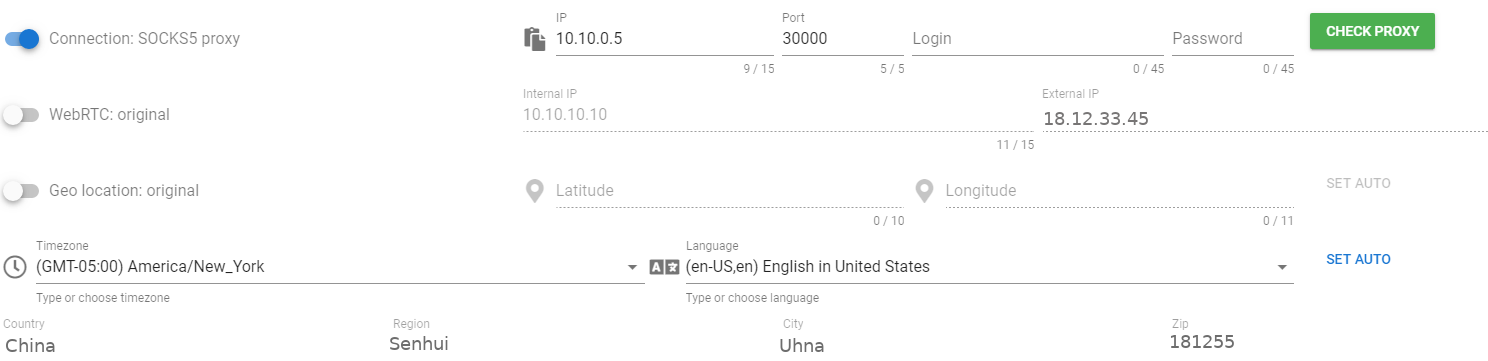 IP Port
Connection: SOCKS5 proxy 10.10.0.5 30000 Login Password CHECK PROXY
9 / 15 5 / 5 0 / 45 0 / 45
Internal IP External IP
WebRTC: original 10.10.10.10 18.12.33.45
11 / 15
Geo location: original Latitude Longitude SET AUTO
0 / 10 0 / 11
Timezone Language
(GMT-05:00) America/New_York (en-US,en) English in United States SET AUTO
Type or choose timezone Type or choose language
Country Region City Zip
China Senhui Uhna 181255